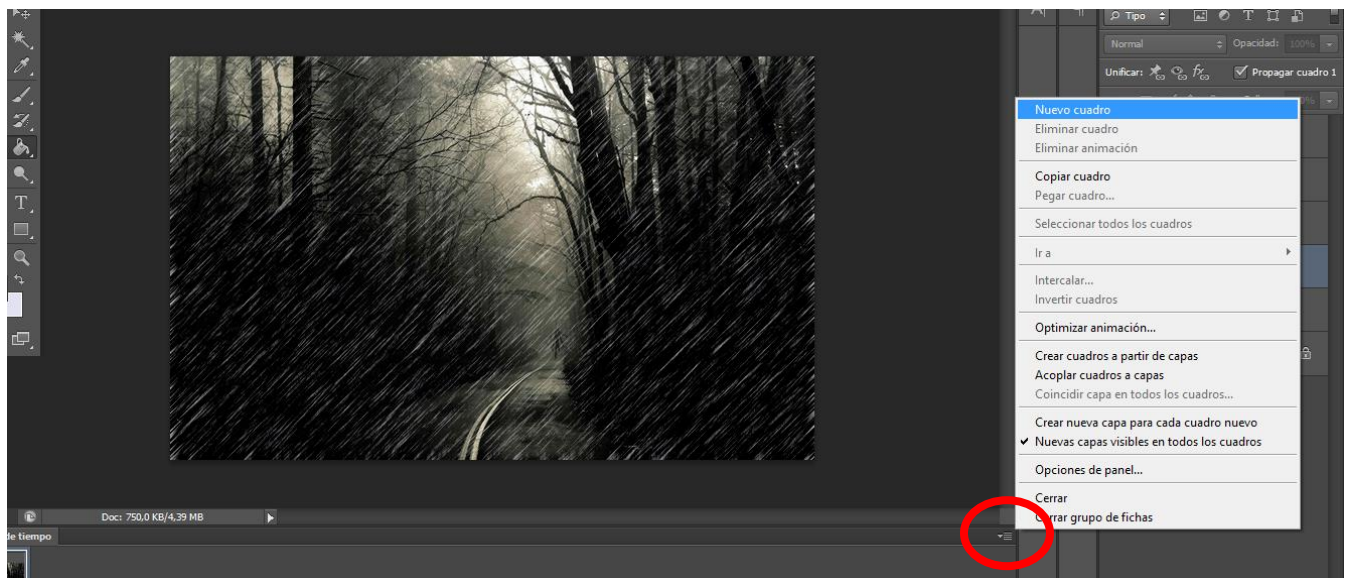 Tipo
T
Normal
Opacidad: 100%
Unificar:
Propagar cuadro 1
Nuevo cuadro
Eliminar cuadro
Eliminar animación
Copiar cuadro
Pegar cuadro...
Seleccionar todos los cuadros
Ir a
Intercalar...
Invertir cuadros
Optimizar animación...
Crear cuadros a partir de capas
Acoplar cuadros a capas
Coincidir capa en todos los cuadros...
Crear nueva capa para cada cuadro nuevo
Nuevas capas visibles en todos los cuadros
Opciones de panel...
Cerrar
Cerrar grupo de fichas
T
Doc: 750,0 KB/4,39 MB
de tiempo